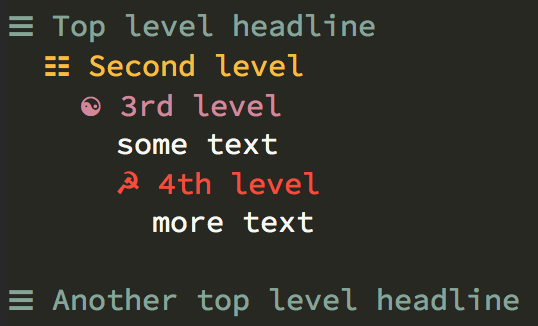 ☰ Top level headline
☷ Second level
☯ 3rd level
some text
☭ 4th level
more text
☰ Another top level headline